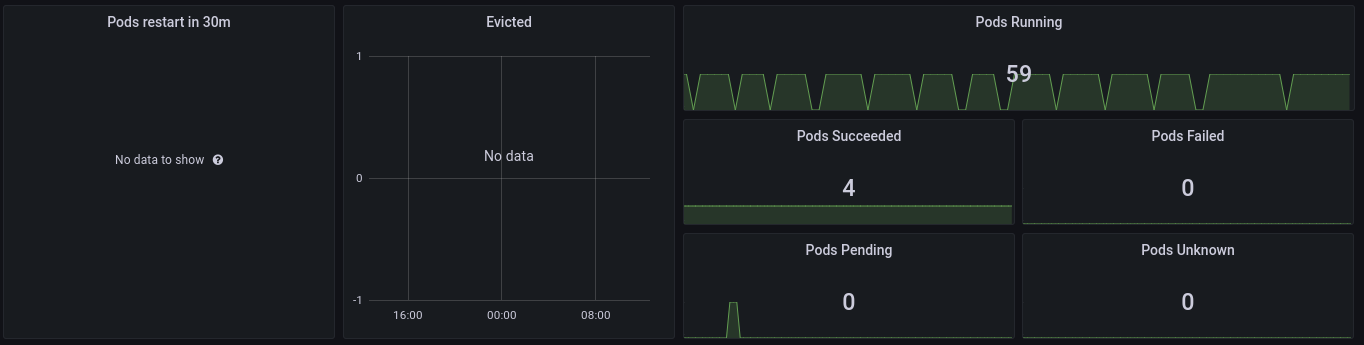 Pods restart in 30m
No data to show
Evicted
1
No data
0
-1
16:00 00:00 08:00
Pods Running
59
Pods Succeeded
4
Pods Failed
0
Pods Pending
0
Pods Unknown
0